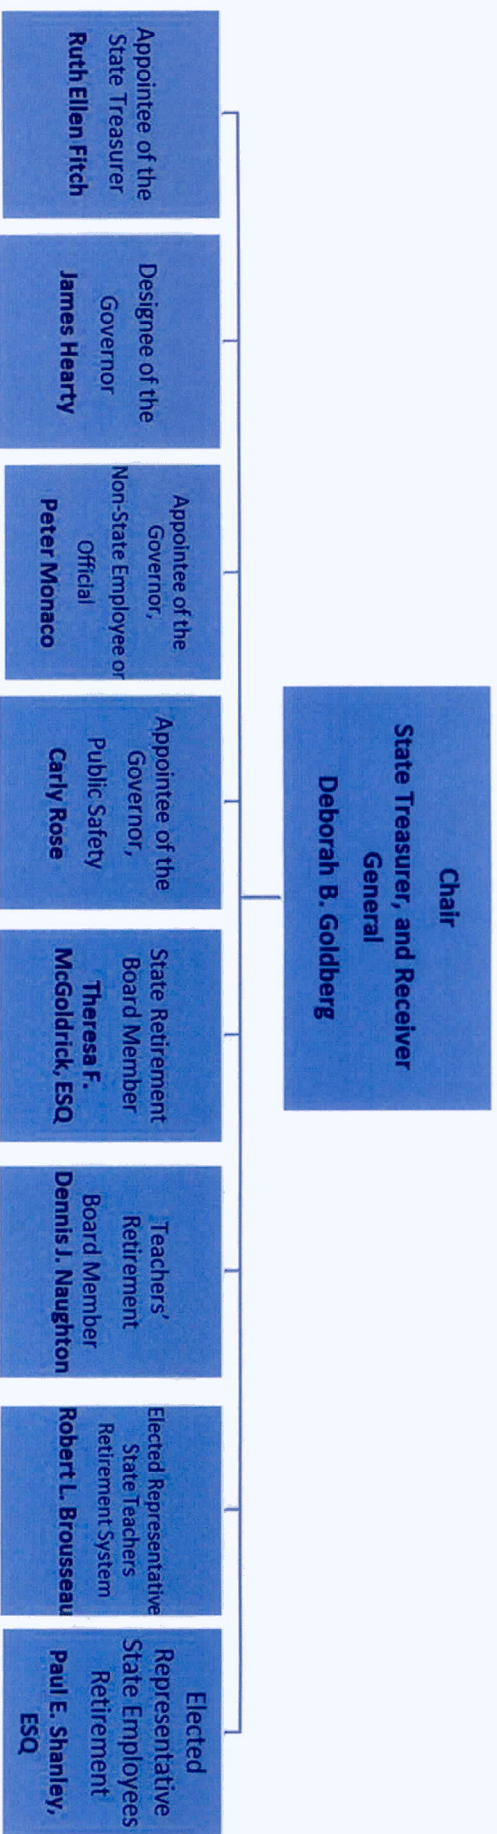 Chair
State Treasurer, and Receiver
General
Deborah B. Goldberg
Appointee of the
State Treasurer
Ruth Ellen Fitch
Designee of the
Governor
James Hearty
Appointee of the
Governor,
Non-State Employee or
Official
Peter Monaco
Appointee of the
Governor,
Public Safety
Carly Rose
State Retirement
Board Member
Theresa F.
McGoldrick, ESQ
Teachers'
Retirement
Board Member
Dennis J. Naughton
Elected Representative
State Teachers
Retirement System
Robert L. Brousseau
Elected
Representative
State Employees
Retirement
Paul E. Shanley,
ESQ